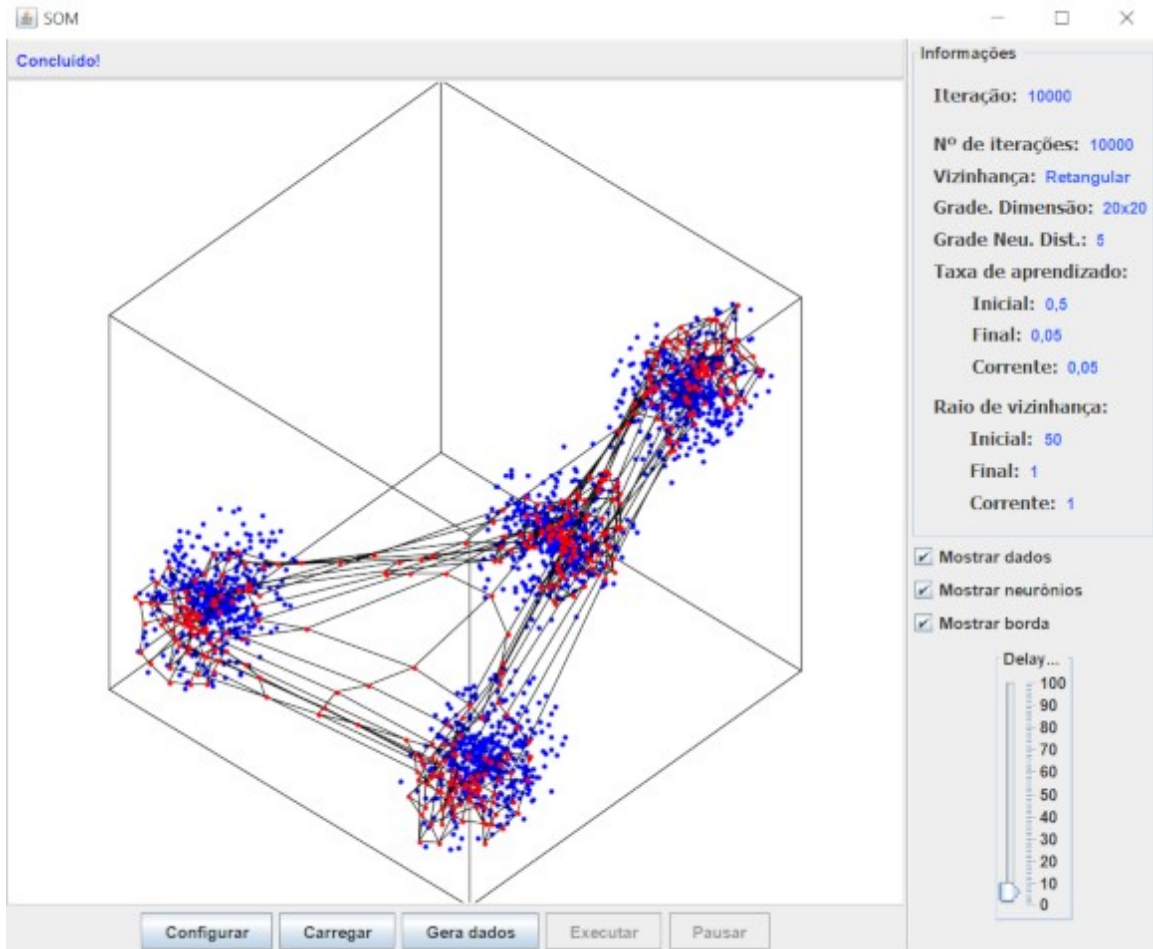 SOM
Concluido!
Informações
Iteração: 10000
Nº de iterações: 10000
Vizinhança: Retangular
Grade. Dimensão: 20x20
Grade Neu. Dist.: 5
Taxa de aprendizado:
Inicial: 0,5
Final: 0,05
Corrente: 0,05
Raio de vizinhança:
Inicial: 50
Final: 1
Corrente: 1
Mostrar dados
Mostrar neurônios
Mostrar borda
Delay...
100
90
80
70
60
50
40
30
20
10
0
Configurar Carregar Gera dados Executar Pausar